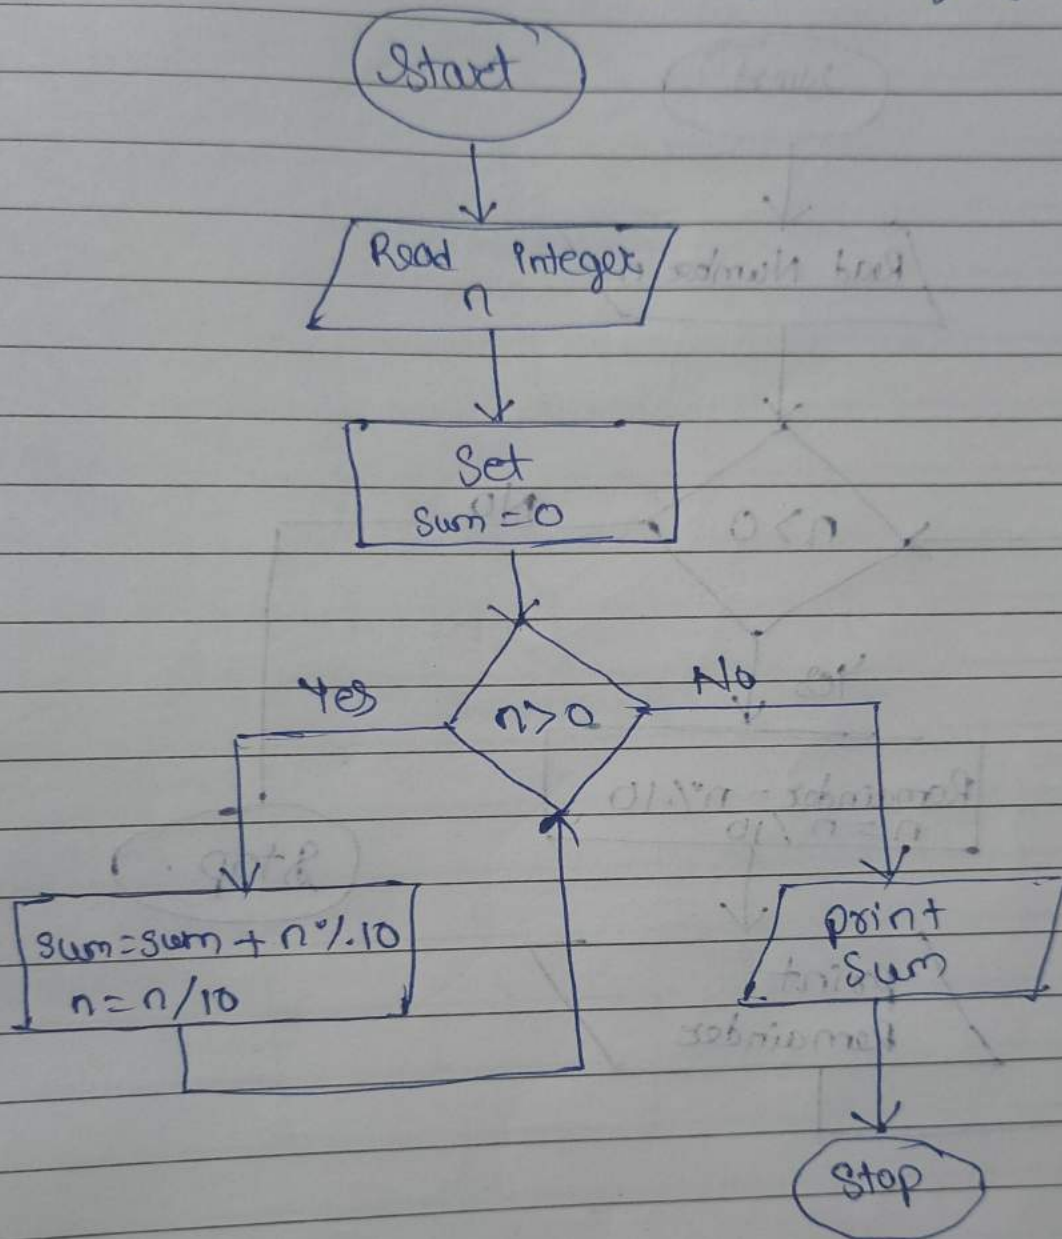 Start
Read Integer
n
Set
Sum = 0
n>0
Yes
No
Sum = Sum + n%10
n = n/10
print
Sum
Stop